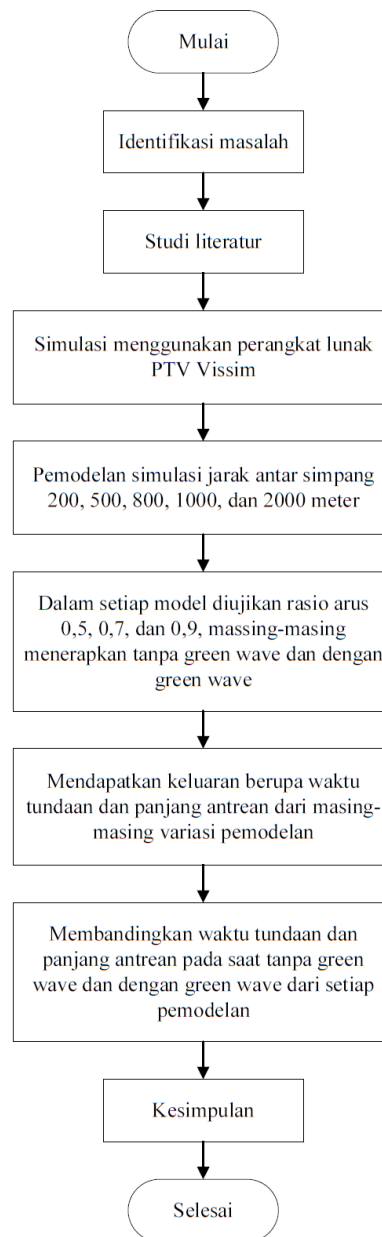 Mulai
Identifikasi masalah
Studi literatur
Simulasi menggunakan perangkat lunak
PTV Vissim
Pemodelan simulasi jarak antar simpang
200, 500, 800, 1000, dan 2000 meter
Dalam setiap model diujikan rasio arus
0,5, 0,7, dan 0,9, massing-masing
menerapkan tanpa green wave dan dengan
green wave
Mendapatkan keluaran berupa waktu
tundaan dan panjang antrean dari masing-
masing variasi pemodelan
Membandingkan waktu tundaan dan
panjang antrean pada saat tanpa green
wave dan dengan green wave dari setiap
pemodelan
Kesimpulan
Selesai